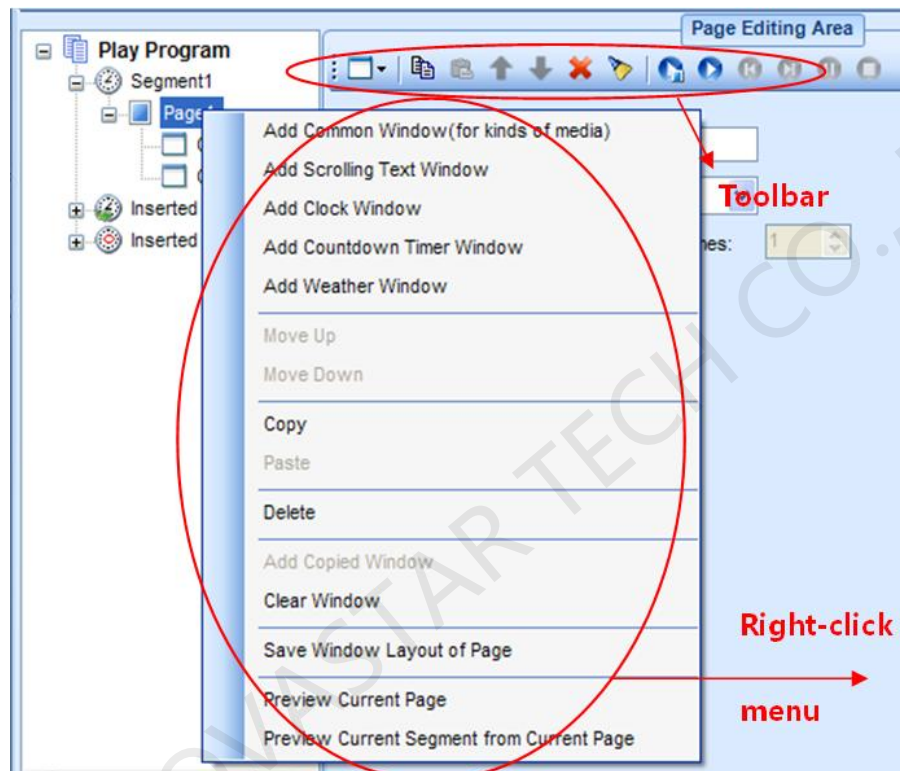 Page Editing Area
Play Program
Segment1
Page1
Inserted
Inserted
Toolbar
nes:
1
Add Common Window(for kinds of media)
Add Scrolling Text Window
Add Clock Window
Add Countdown Timer Window
Add Weather Window
Move Up
Move Down
Copy
Paste
Delete
Add Copied Window
Clear Window
Save Window Layout of Page
Preview Current Page
Preview Current Segment from Current Page
Right-click
menu
OVASTAR TECH CO.,